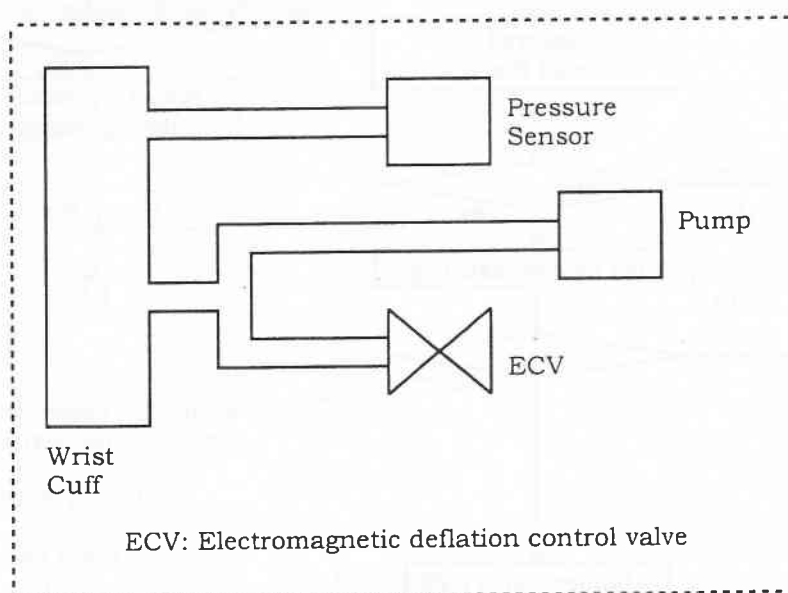 Pressure
Sensor
Pump
ECV
Wrist
Cuff
ECV: Electromagnetic deflation control valve